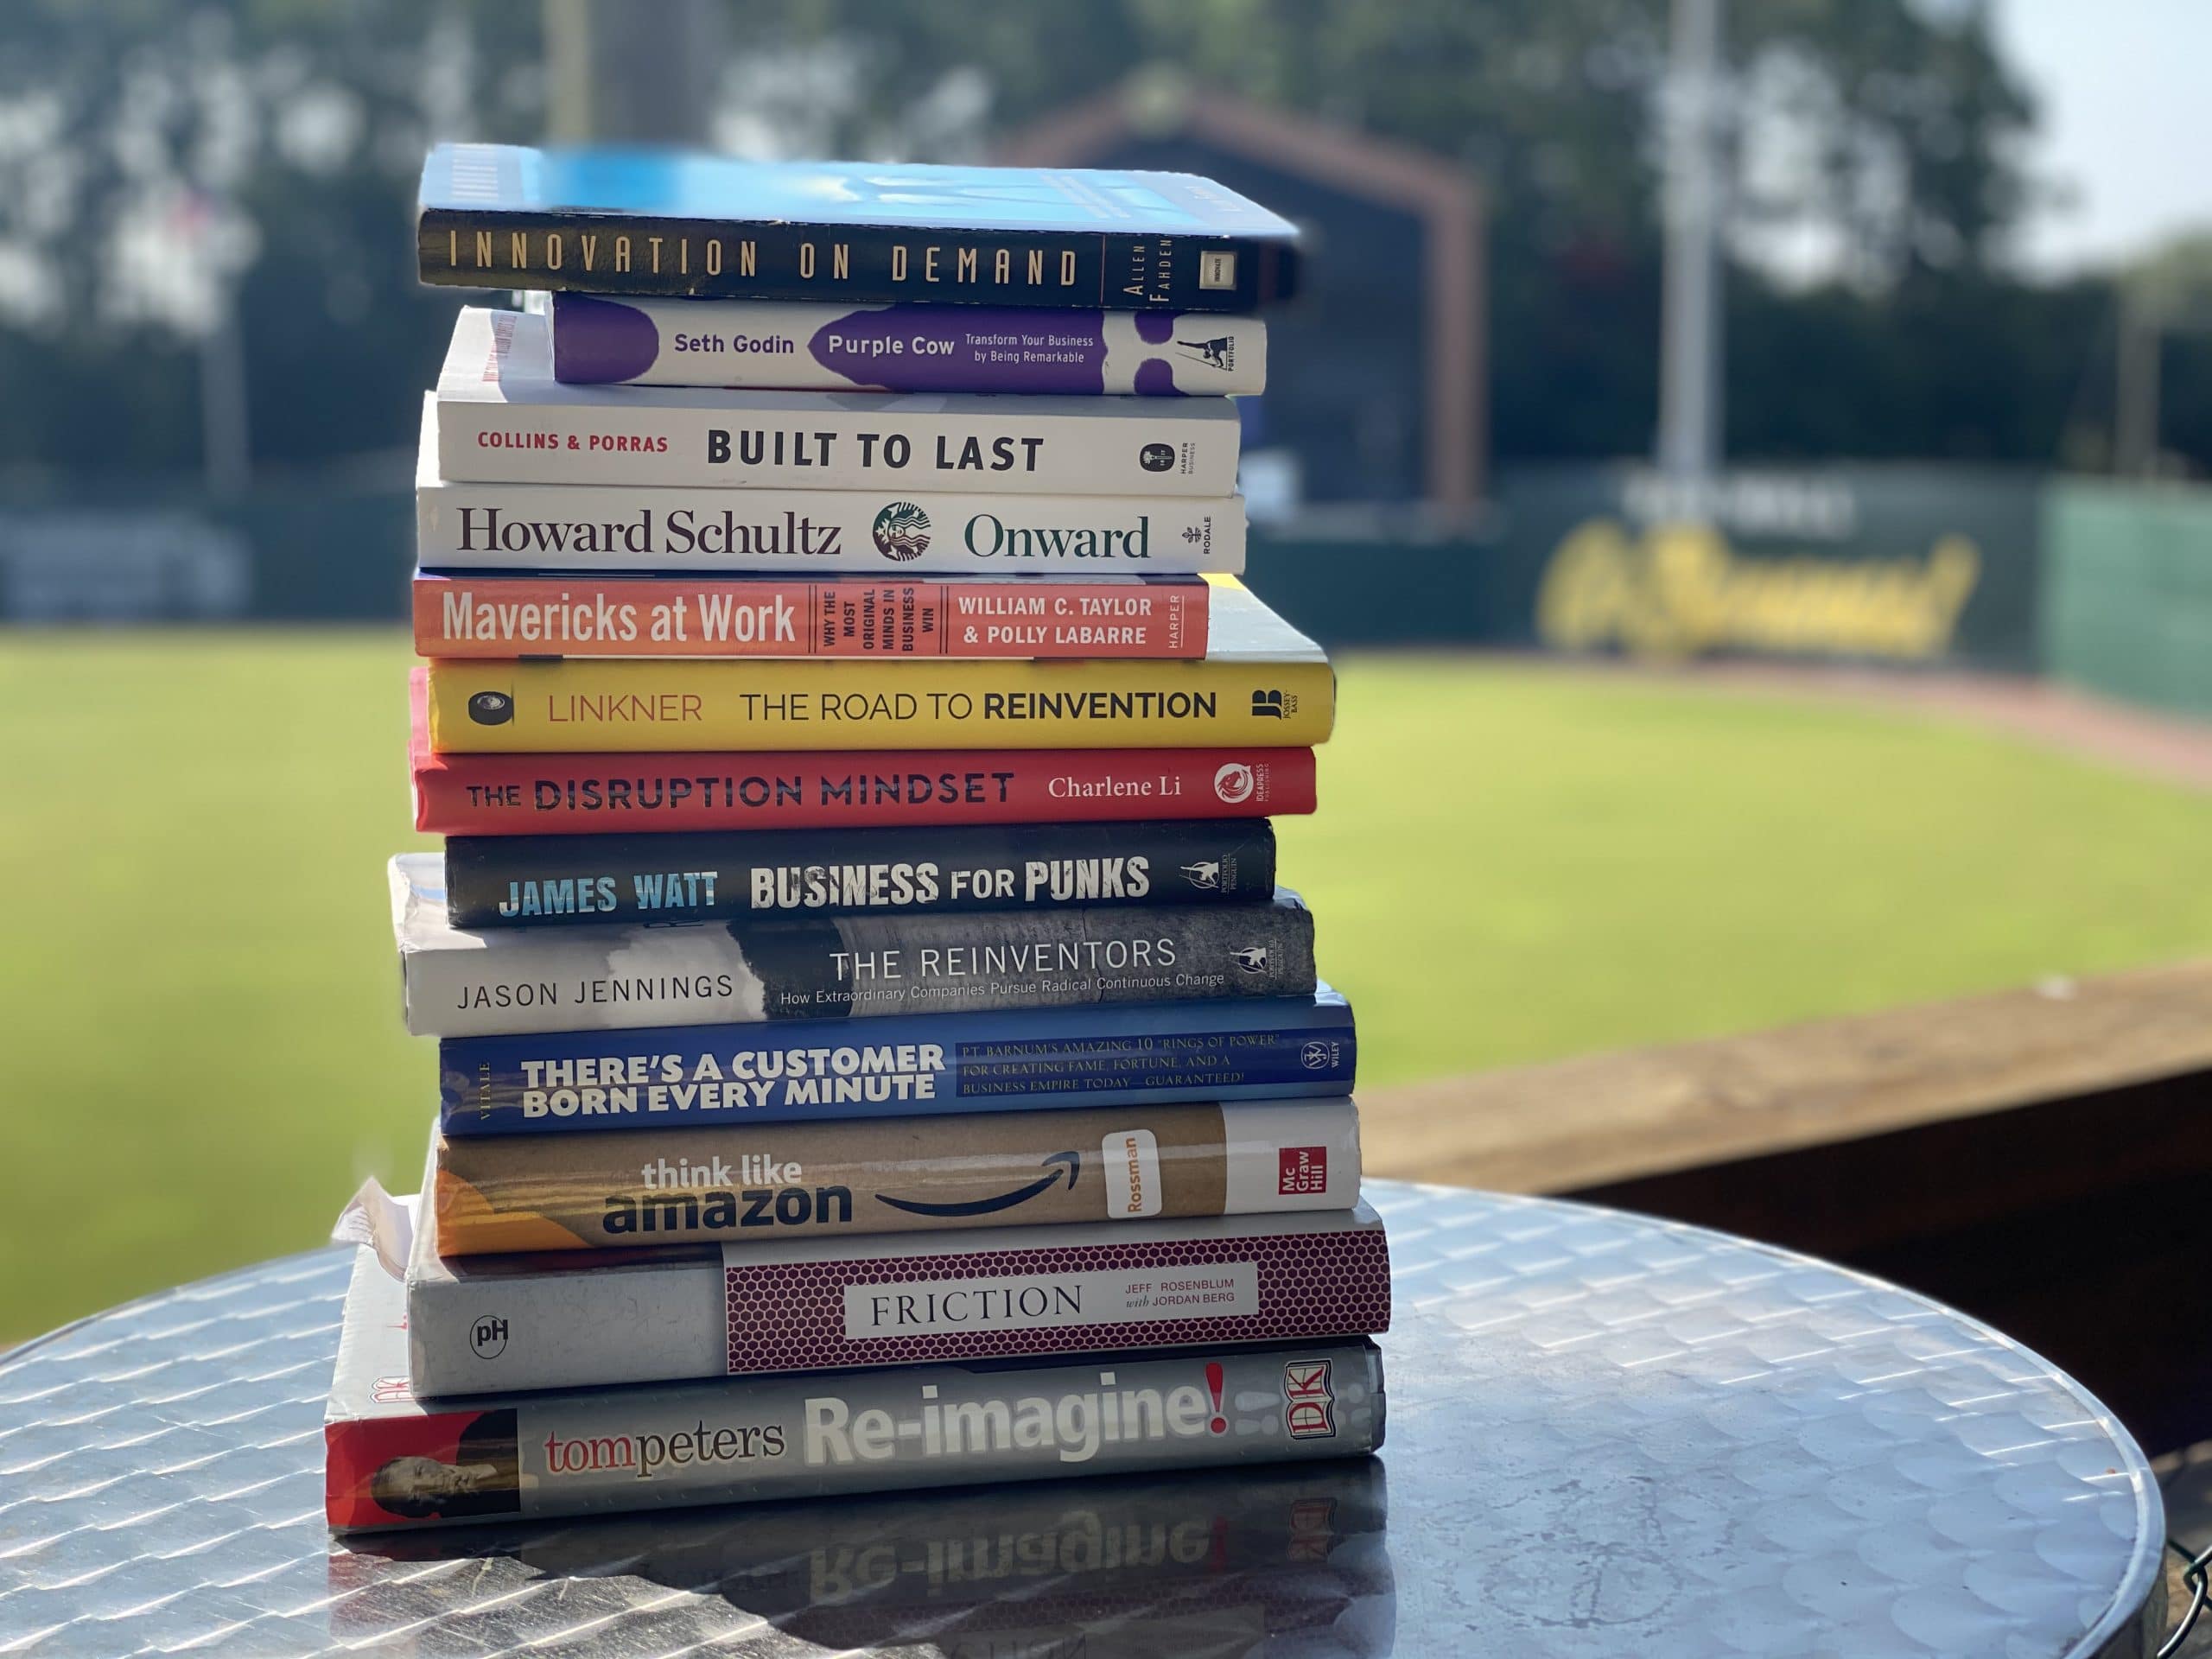 INNOVATION ON DEMAND
ALLEN
FAHDEN
Seth Godin
Purple Cow
Transform Your Business
by Being Remarkable
PORTFOLIO
COLLINS & PORRAS
BUILT TO LAST
HARPER
BUSINESS
Howard Schultz
Onward
RODALE
Mavericks at Work
WHY THE
MOST
ORIGINAL
MINDS IN
BUSINESS
WIN
WILLIAM C. TAYLOR
& POLLY LABARRE
HARPER
LINKNER
THE ROAD TO REINVENTION
JB
JOSSEY-
BASS
THE DISRUPTION MINDSET
Charlene Li
IDEAPRESS
PUBLISHING
JAMES WATT
BUSINESS FOR PUNKS
PORTFOLIO
PENGUIN
JASON JENNINGS
THE REINVENTORS
How Extraordinary Companies Pursue Radical Continuous Change
PORTFOLIO
PENGUIN
VITALE
THERE'S A CUSTOMER
BORN EVERY MINUTE
P.T. BARNUM'S AMAZING 10 "RINGS OF POWER"
FOR CREATING FAME, FORTUNE, AND A
BUSINESS EMPIRE TODAY—GUARANTEED!
WILEY
think like
amazon
Rossman
Mc
Graw
Hill
pH
FRICTION
JEFF ROSENBLUM
with JORDAN BERG
tompeters
Re-imagine!
DK